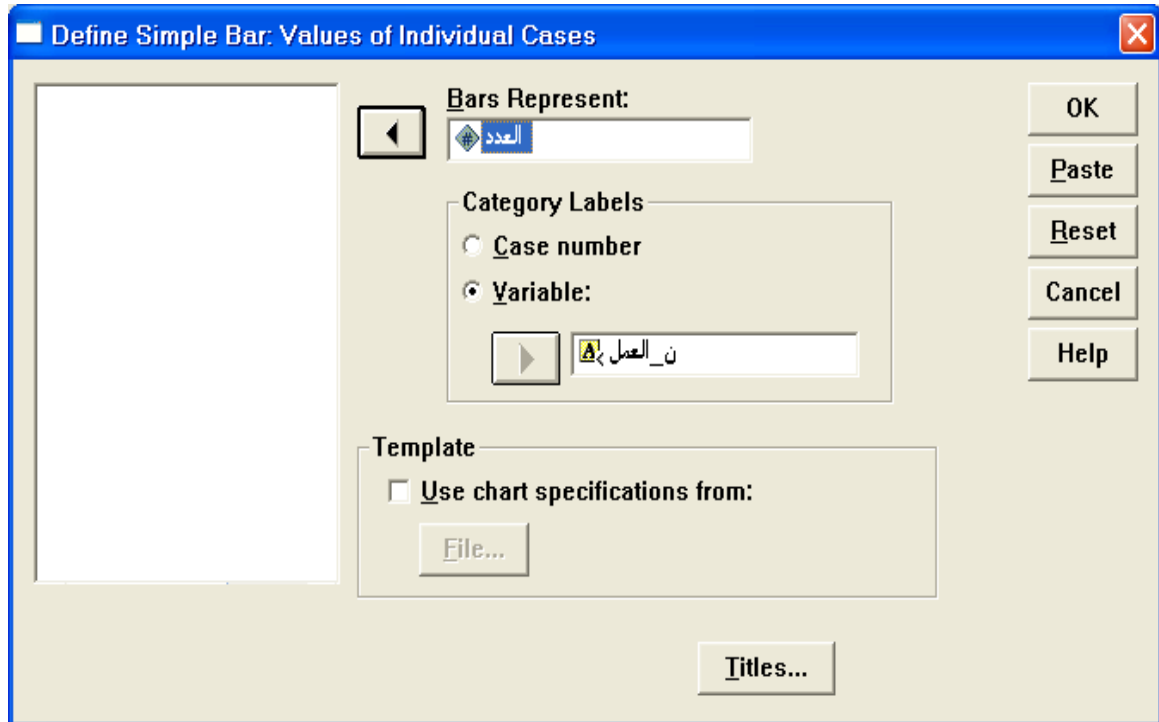 Define Simple Bar: Values of Individual Cases
Bars Represent:
العدد
Category Labels
Case number
Variable:
ن_العمل
Template
Use chart specifications from:
File...
Titles...
OK
Paste
Reset
Cancel
Help